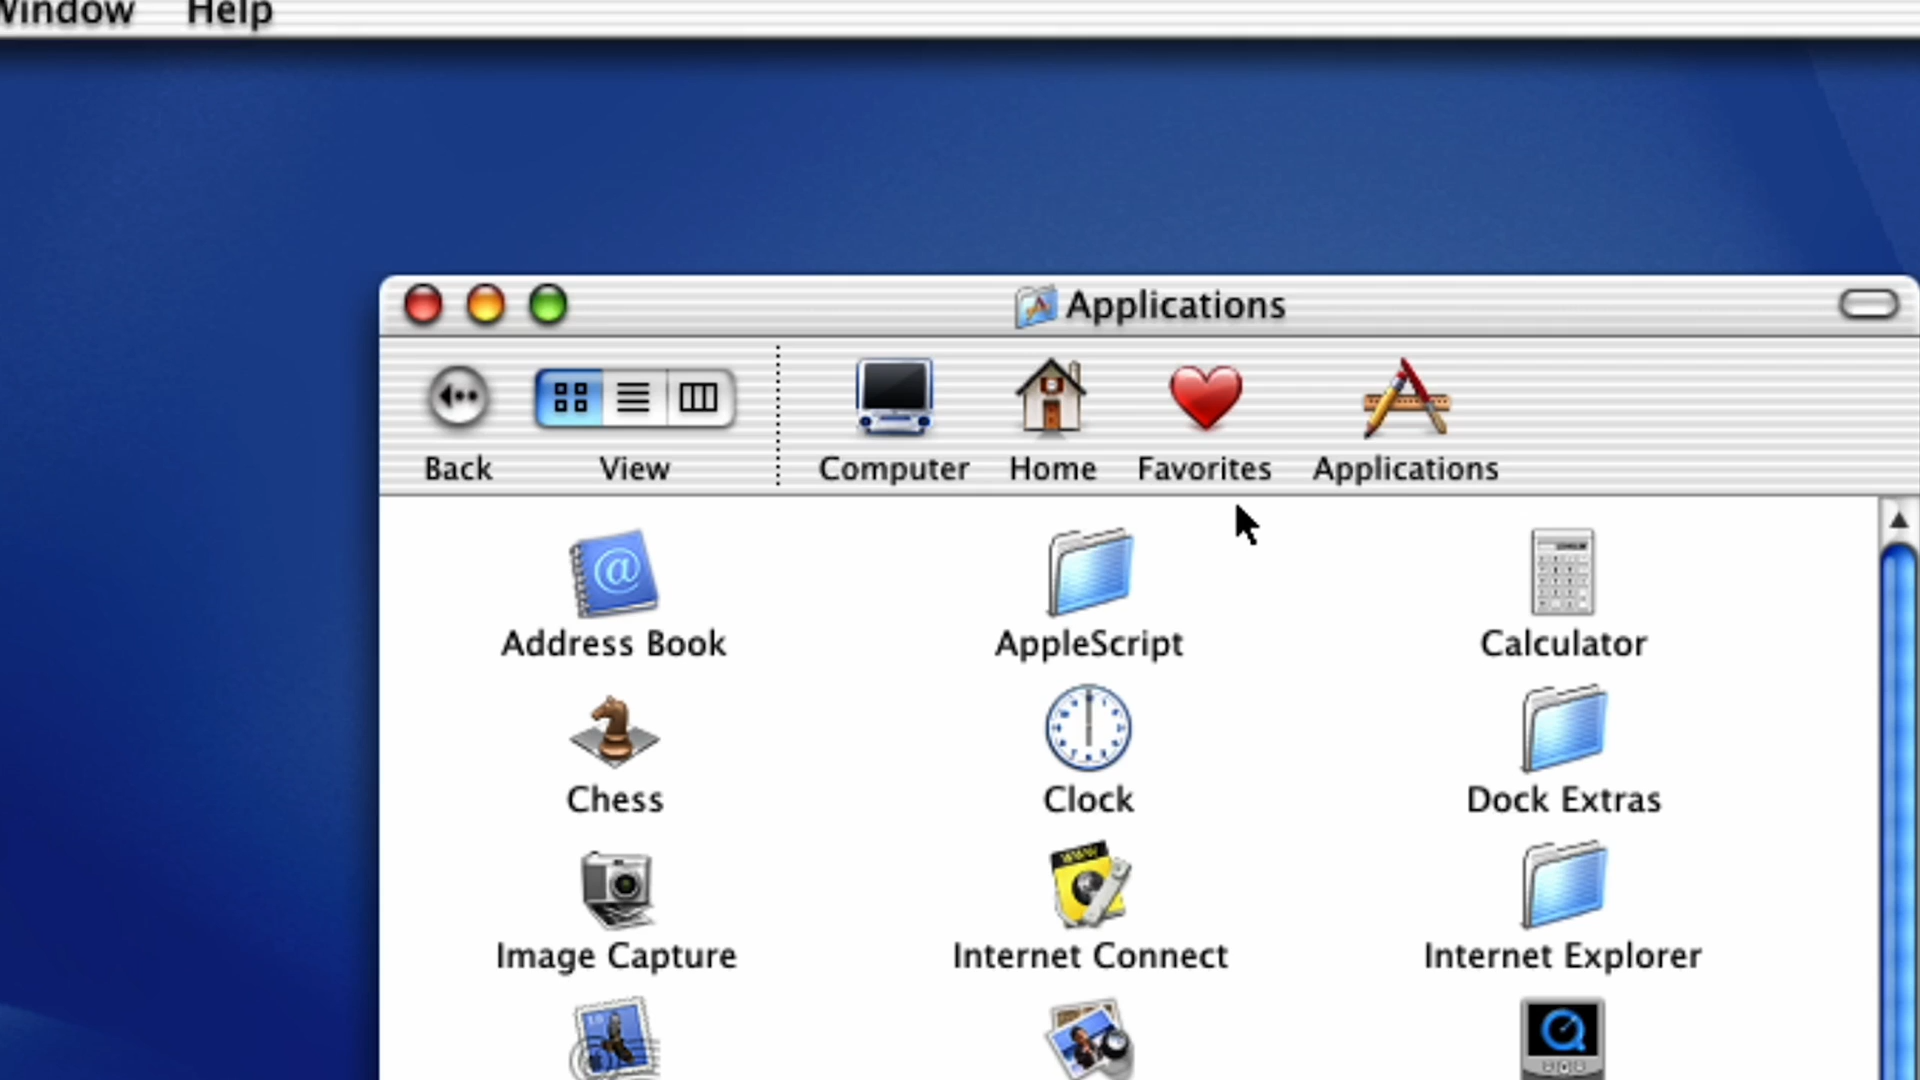 Window Help
Applications
Back View Computer Home Favorites Applications
@
Address Book AppleScript Calculator
Chess Clock Dock Extras
WWW
Image Capture Internet Connect Internet Explorer